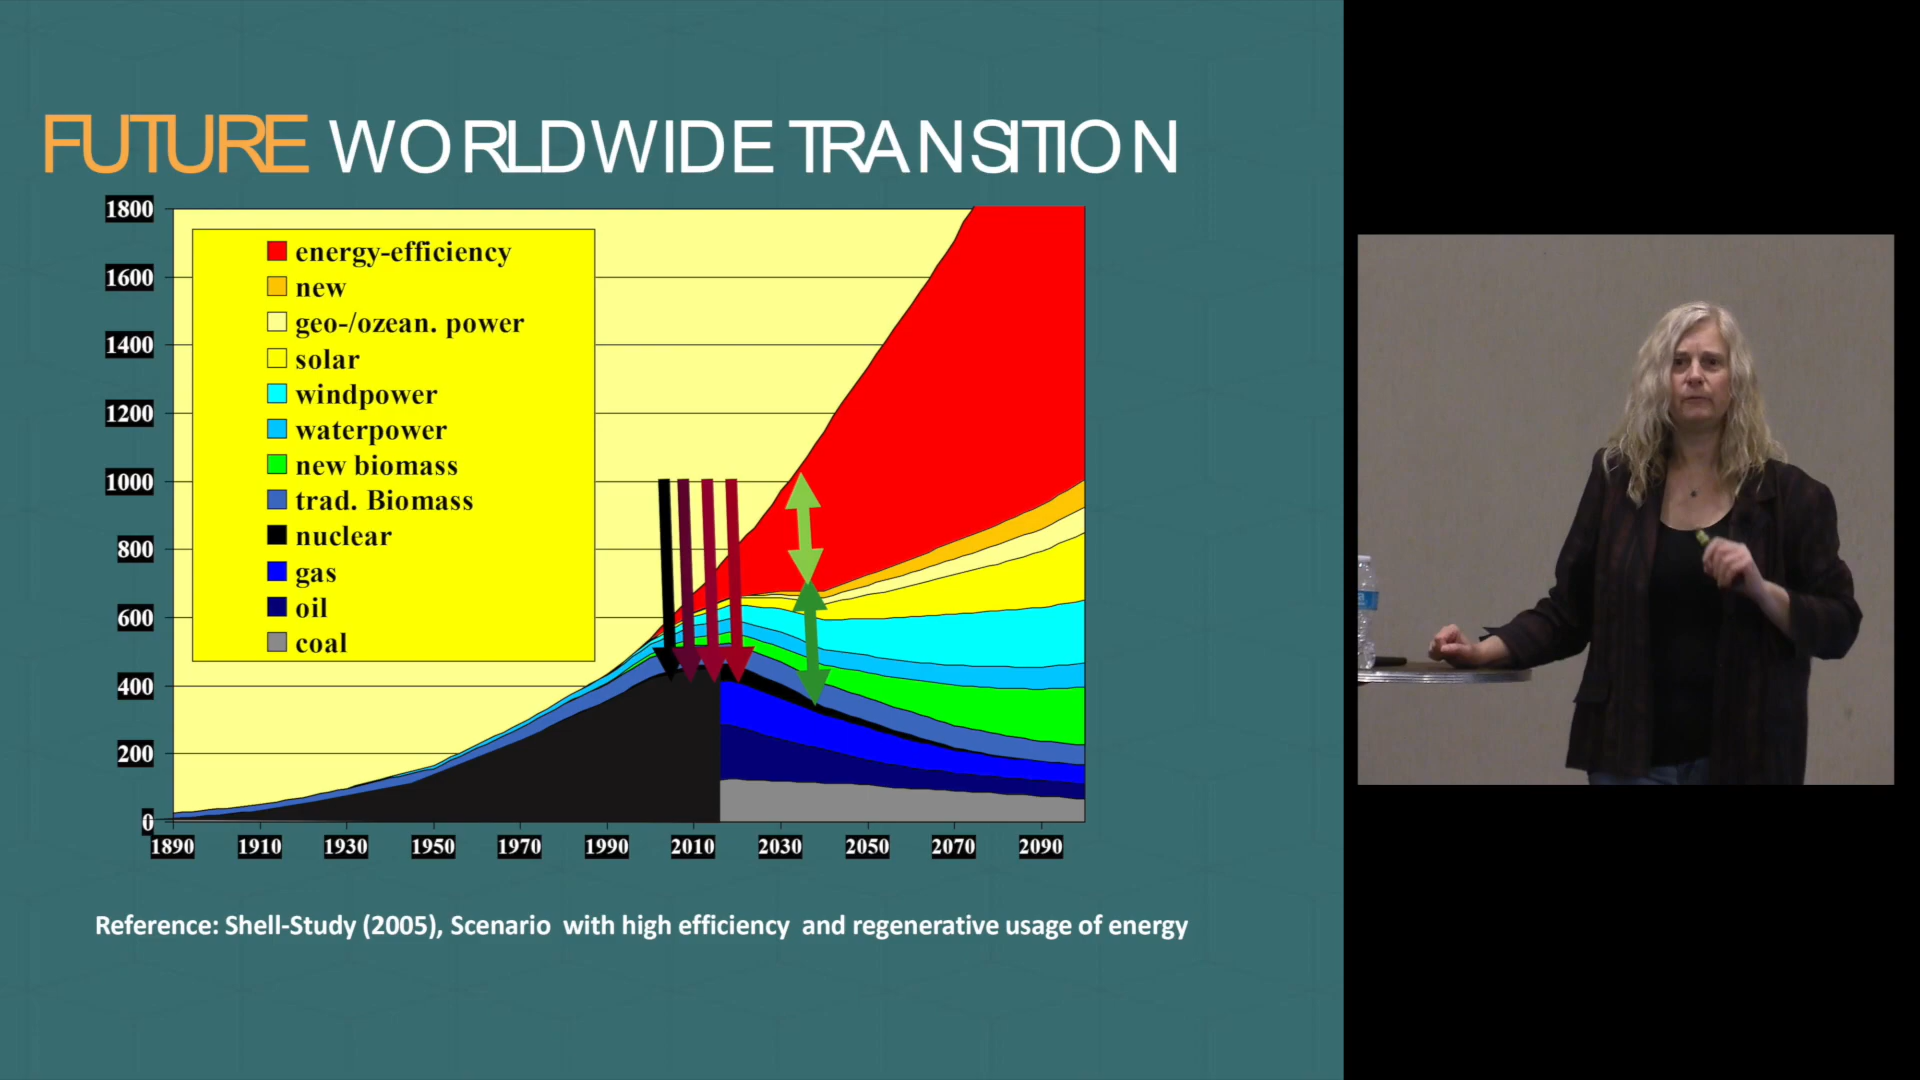 FUTURE WORLDWIDE TRANSITION
1800
1600
1400
1200
1000
800
600
400
200
0
energy-efficiency
new
geo-/ozean. power
solar
windpower
waterpower
new biomass
trad. Biomass
nuclear
gas
oil
coal
1890 1910 1930 1950 1970 1990 2010 2030 2050 2070 2090
Reference: Shell-Study (2005), Scenario with high efficiency and regenerative usage of energy